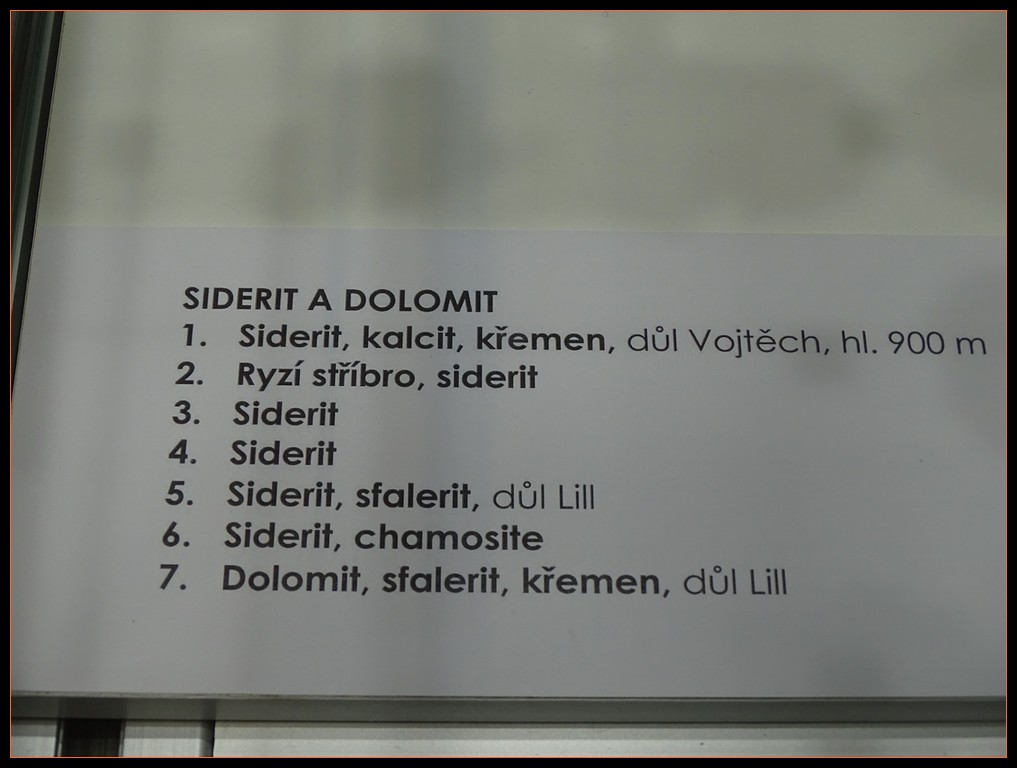 SIDERIT A DOLOMIT
1. Siderit, kalcit, křemen, důl Vojtěch, hl. 900 m
2. Ryzí stříbro, siderit
3. Siderit
4. Siderit
5. Siderit, sfalerit, důl Lill
6. Siderit, chamosite
7. Dolomit, sfalerit, křemen, důl Lill